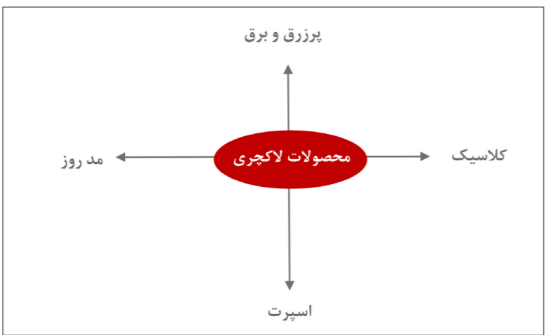 پرزرق و برق
کلاسیک
محصولات لاکچری
مد روز
اسپرت